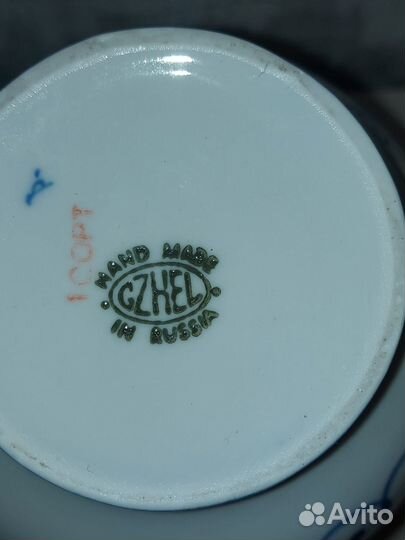 HAND MADE
GZHEL
IN RUSSIA
1 СОРТ
Avito